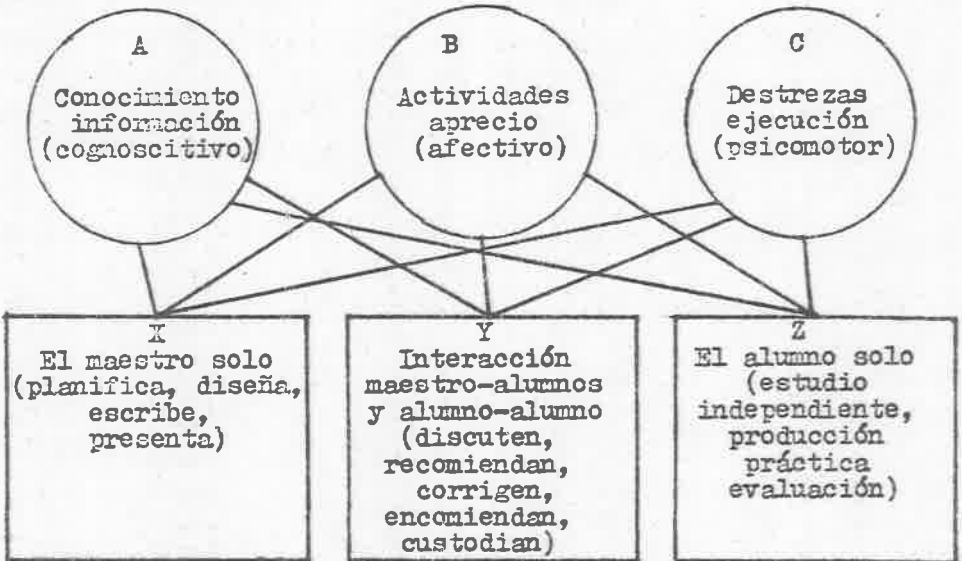 A
Conocimiento
información
(cognoscitivo)
B
Actividades
aprecio
(afectivo)
C
Destrezas
ejecución
(psicomotor)
X
El maestro solo
(planifica, diseña,
escribe,
presenta)
Y
Interacción
maestro-alumnos
y alumno-alumno
(discuten,
recomiendan,
corrigen,
encomiendan,
custodian)
Z
El alumno solo
(estudio
independiente,
producción
práctica
evaluación)